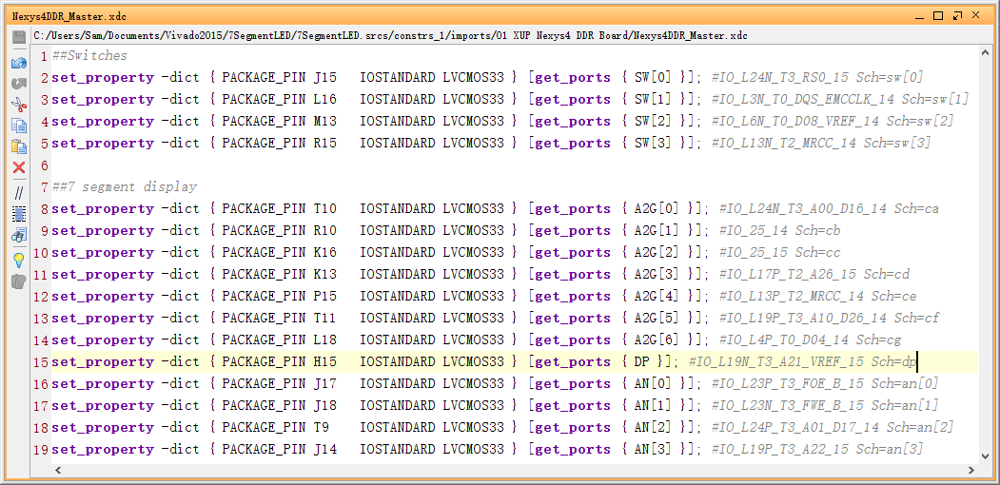 Nexys4DDR_Master.xdc
C:/Users/Sam/Documents/Vivado2015/7SegmentLED/7SegmentLED.srcs/constrs_1/imports/01 XUP Nexys4 DDR Board/Nexys4DDR_Master.xdc
1 ##Switches
2 set_property -dict { PACKAGE_PIN J15   IOSTANDARD LVCMOS33 } [get_ports { SW[0] }]; #IO_L24N_T3_RS0_15 Sch=sw[0]
3 set_property -dict { PACKAGE_PIN L16   IOSTANDARD LVCMOS33 } [get_ports { SW[1] }]; #IO_L3N_T0_DQS_EMCCLK_14 Sch=sw[1]
4 set_property -dict { PACKAGE_PIN M13   IOSTANDARD LVCMOS33 } [get_ports { SW[2] }]; #IO_L6N_T0_D08_VREF_14 Sch=sw[2]
5 set_property -dict { PACKAGE_PIN R15   IOSTANDARD LVCMOS33 } [get_ports { SW[3] }]; #IO_L13N_T2_MRCC_14 Sch=sw[3]
6
7 ##7 segment display
8 set_property -dict { PACKAGE_PIN T10   IOSTANDARD LVCMOS33 } [get_ports { A2G[0] }]; #IO_L24N_T3_A00_D16_14 Sch=ca
9 set_property -dict { PACKAGE_PIN R10   IOSTANDARD LVCMOS33 } [get_ports { A2G[1] }]; #IO_25_14 Sch=cb
10 set_property -dict { PACKAGE_PIN K16   IOSTANDARD LVCMOS33 } [get_ports { A2G[2] }]; #IO_25_15 Sch=cc
11 set_property -dict { PACKAGE_PIN K13   IOSTANDARD LVCMOS33 } [get_ports { A2G[3] }]; #IO_L17P_T2_A26_15 Sch=cd
12 set_property -dict { PACKAGE_PIN P15   IOSTANDARD LVCMOS33 } [get_ports { A2G[4] }]; #IO_L13P_T2_MRCC_14 Sch=ce
13 set_property -dict { PACKAGE_PIN T11   IOSTANDARD LVCMOS33 } [get_ports { A2G[5] }]; #IO_L19P_T3_A10_D26_14 Sch=cf
14 set_property -dict { PACKAGE_PIN L18   IOSTANDARD LVCMOS33 } [get_ports { A2G[6] }]; #IO_L4P_T0_D04_14 Sch=cg
15 set_property -dict { PACKAGE_PIN H15   IOSTANDARD LVCMOS33 } [get_ports { DP }]; #IO_L19N_T3_A21_VREF_15 Sch=dp
16 set_property -dict { PACKAGE_PIN J17   IOSTANDARD LVCMOS33 } [get_ports { AN[0] }]; #IO_L23P_T3_FOE_B_15 Sch=an[0]
17 set_property -dict { PACKAGE_PIN J18   IOSTANDARD LVCMOS33 } [get_ports { AN[1] }]; #IO_L23N_T3_FWE_B_15 Sch=an[1]
18 set_property -dict { PACKAGE_PIN T9    IOSTANDARD LVCMOS33 } [get_ports { AN[2] }]; #IO_L24P_T3_A01_D17_14 Sch=an[2]
19 set_property -dict { PACKAGE_PIN J14   IOSTANDARD LVCMOS33 } [get_ports { AN[3] }]; #IO_L19P_T3_A22_15 Sch=an[3]